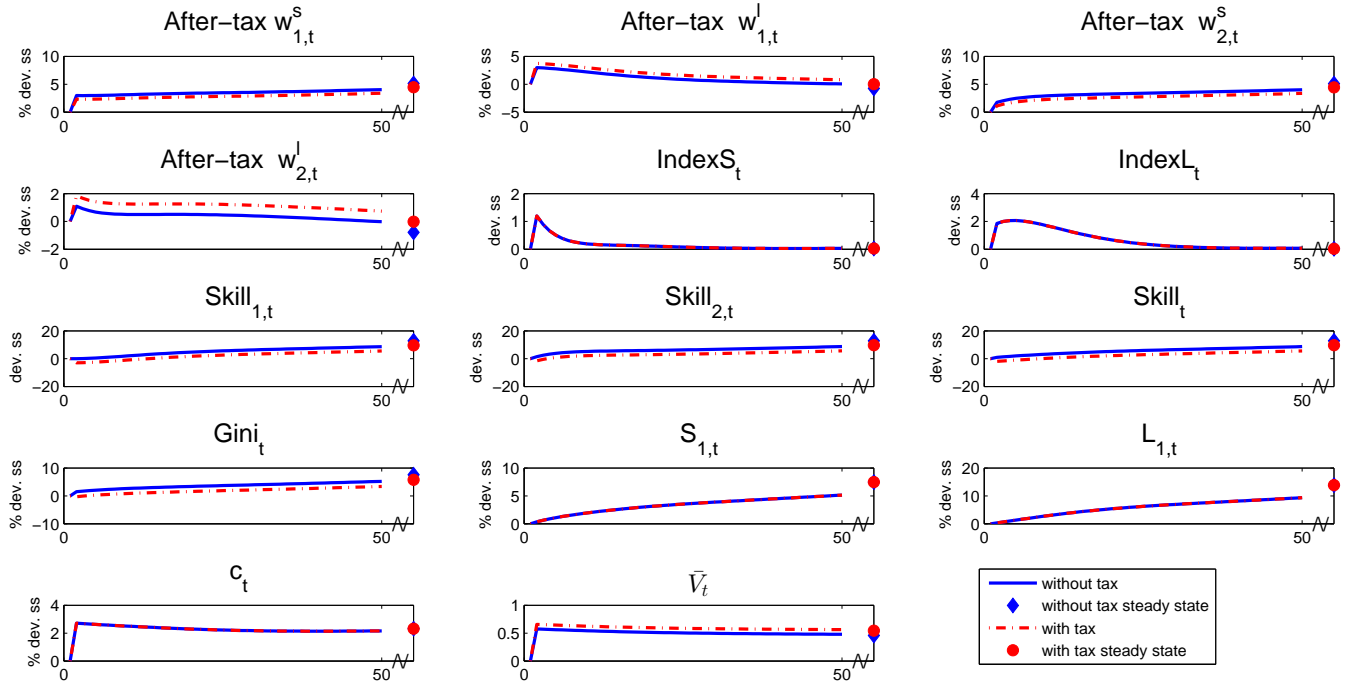 After−tax w^s_{1,t}
% dev. ss
10
5
0
0
50
After−tax w^l_{1,t}
% dev. ss
5
0
−5
0
50
After−tax w^s_{2,t}
% dev. ss
10
5
0
0
50
After−tax w^l_{2,t}
% dev. ss
2
0
−2
0
50
IndexS_t
dev. ss
2
1
0
0
50
IndexL_t
dev. ss
4
2
0
0
50
Skill_{1,t}
dev. ss
20
0
−20
0
50
Skill_{2,t}
dev. ss
20
0
−20
0
50
Skill_t
dev. ss
20
0
−20
0
50
Gini_t
% dev. ss
10
0
−10
0
50
S_{1,t}
% dev. ss
10
5
0
0
50
L_{1,t}
% dev. ss
20
10
0
0
50
c_t
% dev. ss
4
2
0
0
50
V̄_t
% dev. ss
1
0.5
0
0
50
without tax
without tax steady state
with tax
with tax steady state